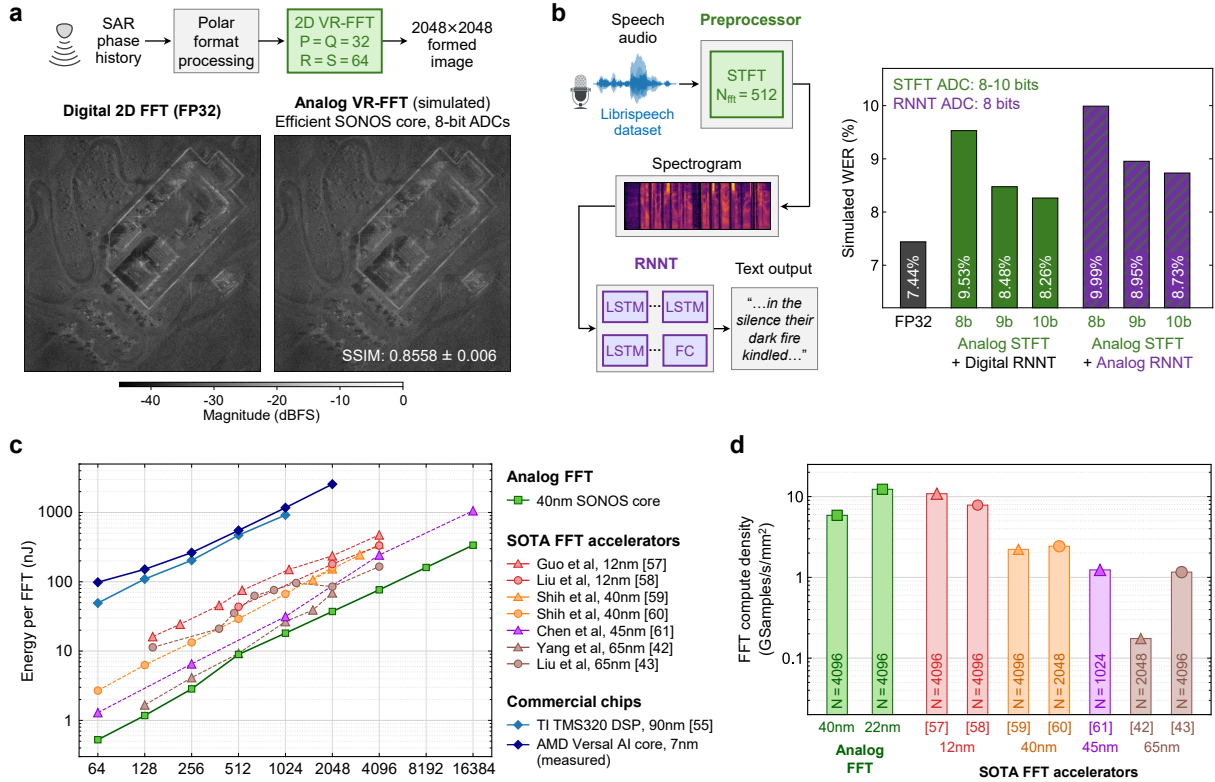 a
SAR
phase
history
Polar
format
processing
2D VR-FFT
P = Q = 32
R = S = 64
2048×2048
formed
image
Digital 2D FFT (FP32)
Analog VR-FFT (simulated)
Efficient SONOS core, 8-bit ADCs
SSIM: 0.8558 ± 0.006
-40 -30 -20 -10 0
Magnitude (dBFS)
b
Speech
audio
Librispeech
dataset
Preprocessor
STFT
Nfft = 512
Spectrogram
RNNT
LSTM ... LSTM
LSTM ... FC
Text output
“...in the
silence their
dark fire
kindled...”
STFT ADC: 8-10 bits
RNNT ADC: 8 bits
Simulated WER (%)
10
9
8
7
7.44%
9.53%
8.48%
8.26%
9.99%
8.95%
8.73%
FP32 8b 9b 10b 8b 9b 10b
Analog STFT
+ Digital RNNT
Analog STFT
+ Analog RNNT
c
Energy per FFT (nJ)
1000
100
10
1
64 128 256 512 1024 2048 4096 8192 16384
Analog FFT
40nm SONOS core
SOTA FFT accelerators
Guo et al, 12nm [57]
Liu et al, 12nm [58]
Shih et al, 40nm [59]
Shih et al, 40nm [60]
Chen et al, 45nm [61]
Yang et al, 65nm [42]
Liu et al, 65nm [43]
Commercial chips
TI TMS320 DSP, 90nm [55]
AMD Versal AI core, 7nm
(measured)
d
FFT compute density
(GSamples/s/mm²)
10
1
0.1
N = 4096
N = 4096
N = 4096
N = 4096
N = 4096
N = 2048
N = 1024
N = 2048
N = 4096
40nm 22nm [57] [58] [59] [60] [61] [42] [43]
Analog
FFT
12nm 40nm 45nm 65nm
SOTA FFT accelerators